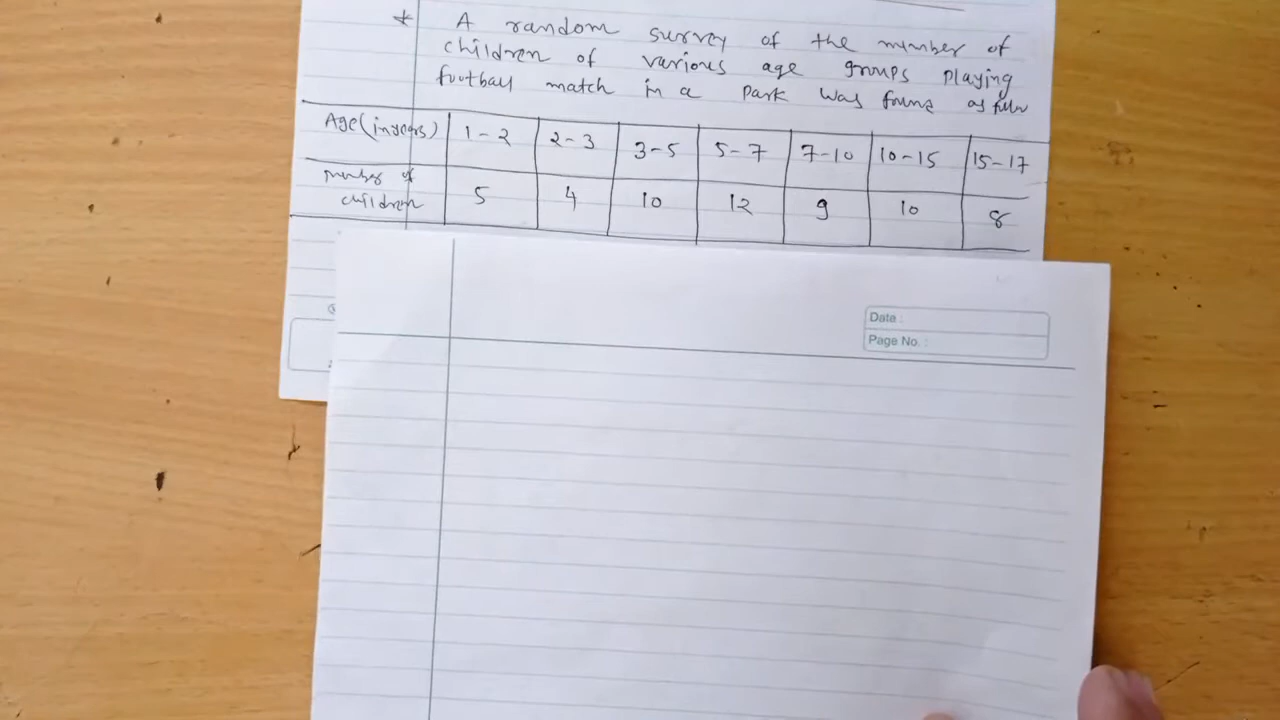 * A random survey of the number of
children of various age groups playing
football match in a park was found as
Age (in years) 1-2 2-3 3-5 5-7 7-10 10-15 15-17
number of
children 5 4 10 12 9 10 8
Date :
Page No. :